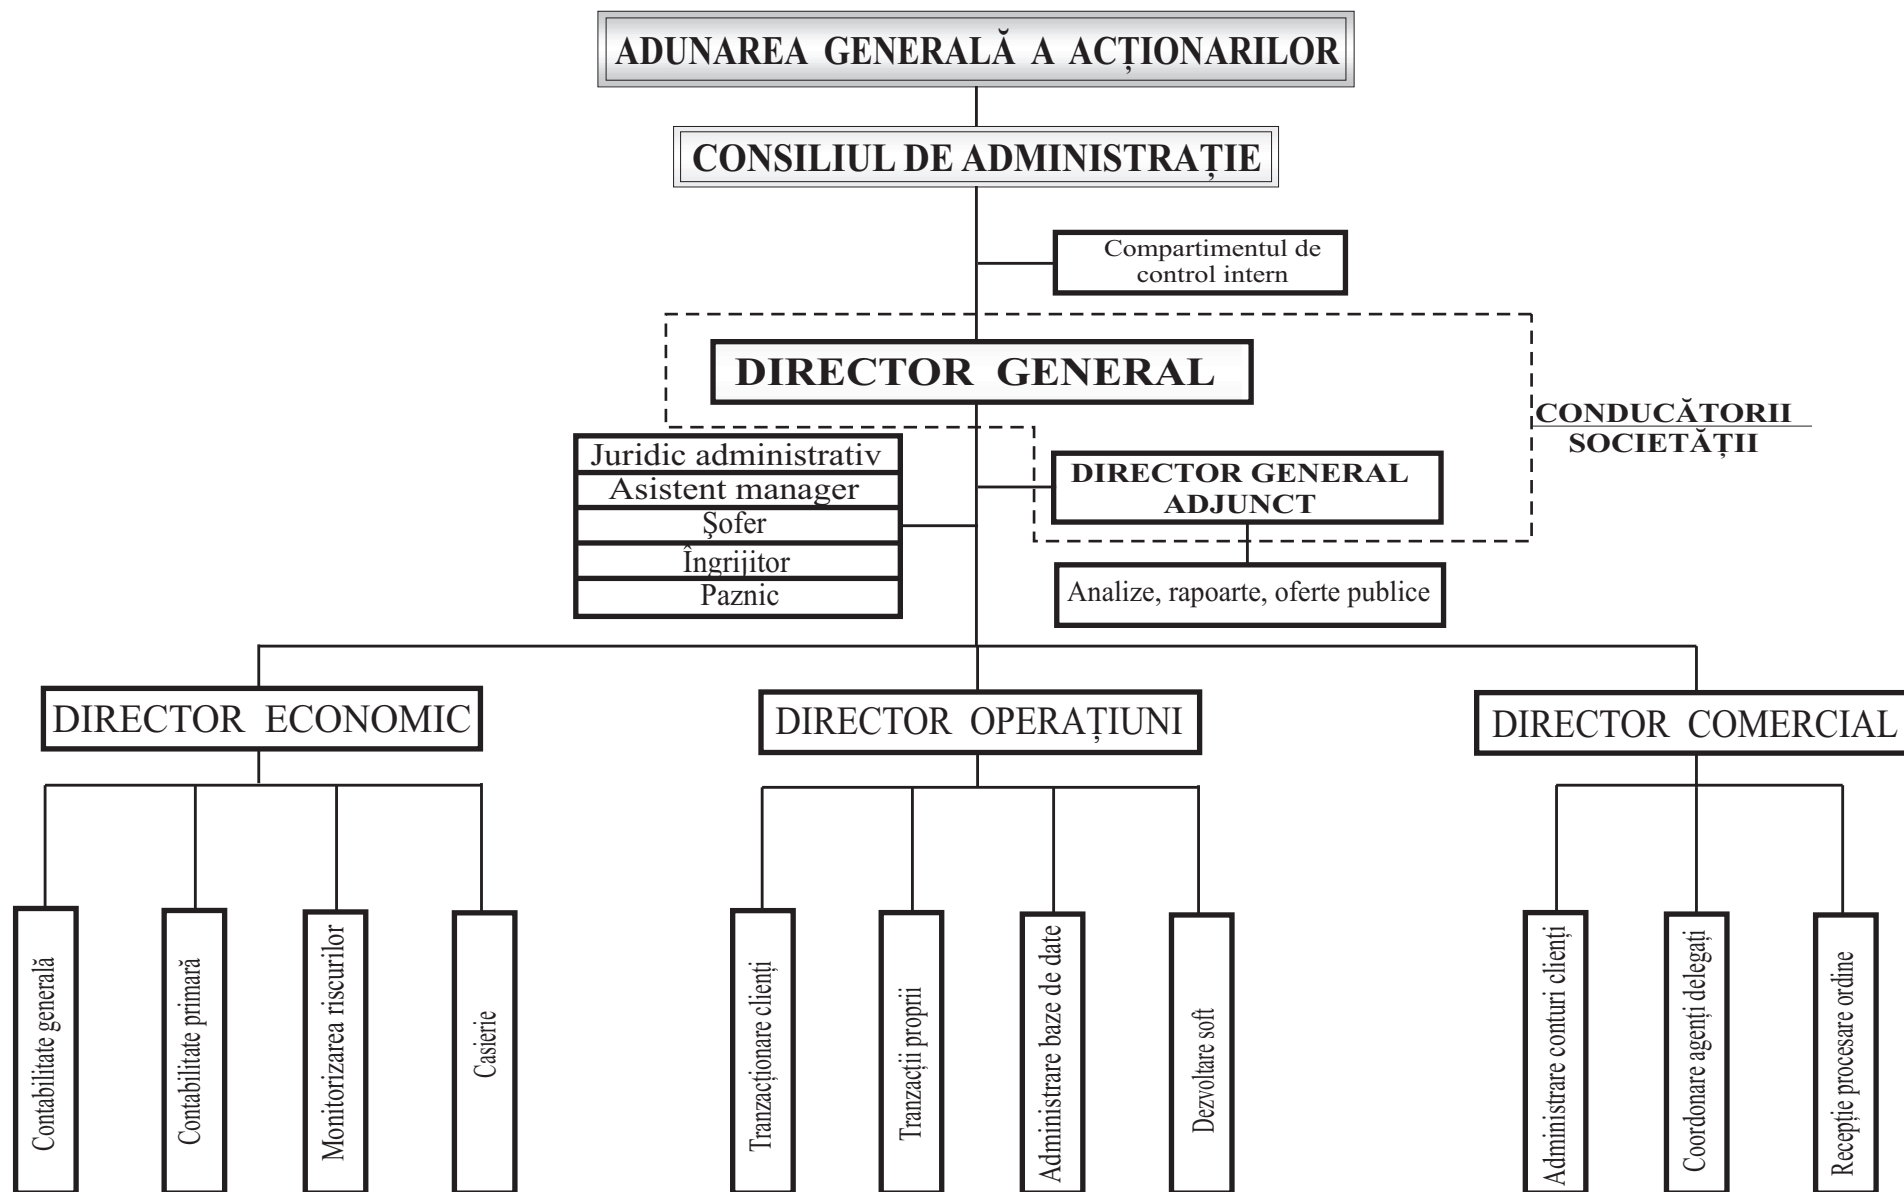 ADUNAREA GENERALĂ A ACȚIONARILOR
CONSILIUL DE ADMINISTRAȚIE
Compartimentul de
control intern
DIRECTOR GENERAL
CONDUCĂTORII
SOCIETĂȚII
Juridic administrativ
Asistent manager
Şofer
Îngrijitor
Paznic
DIRECTOR GENERAL
ADJUNCT
Analize, rapoarte, oferte publice
DIRECTOR ECONOMIC
DIRECTOR OPERAȚIUNI
DIRECTOR COMERCIAL
Contabilitate generală
Contabilitate primară
Monitorizarea riscurilor
Casierie
Tranzacționare clienți
Tranzacții proprii
Administrare baze de date
Dezvoltare soft
Administrare conturi clienți
Coordonare agenți delegați
Recepție procesare ordine